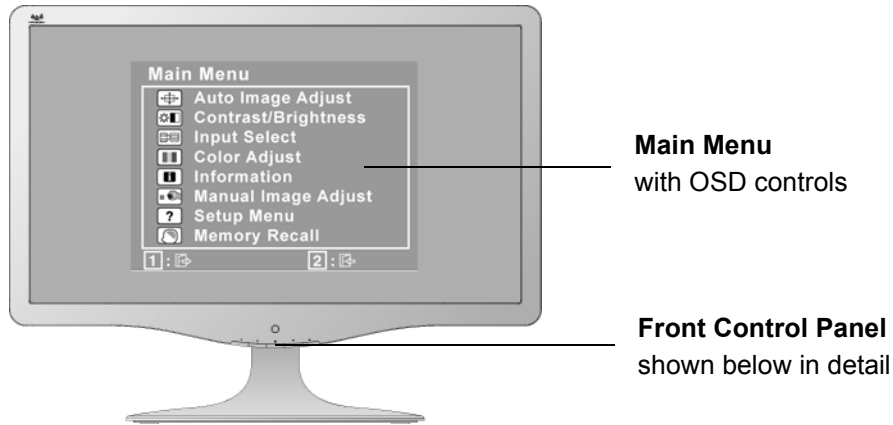 Main Menu
Auto Image Adjust
Contrast/Brightness
Input Select
Color Adjust
Information
Manual Image Adjust
? Setup Menu
Memory Recall
1 : 2 :
Main Menu
with OSD controls
Front Control Panel
shown below in detail